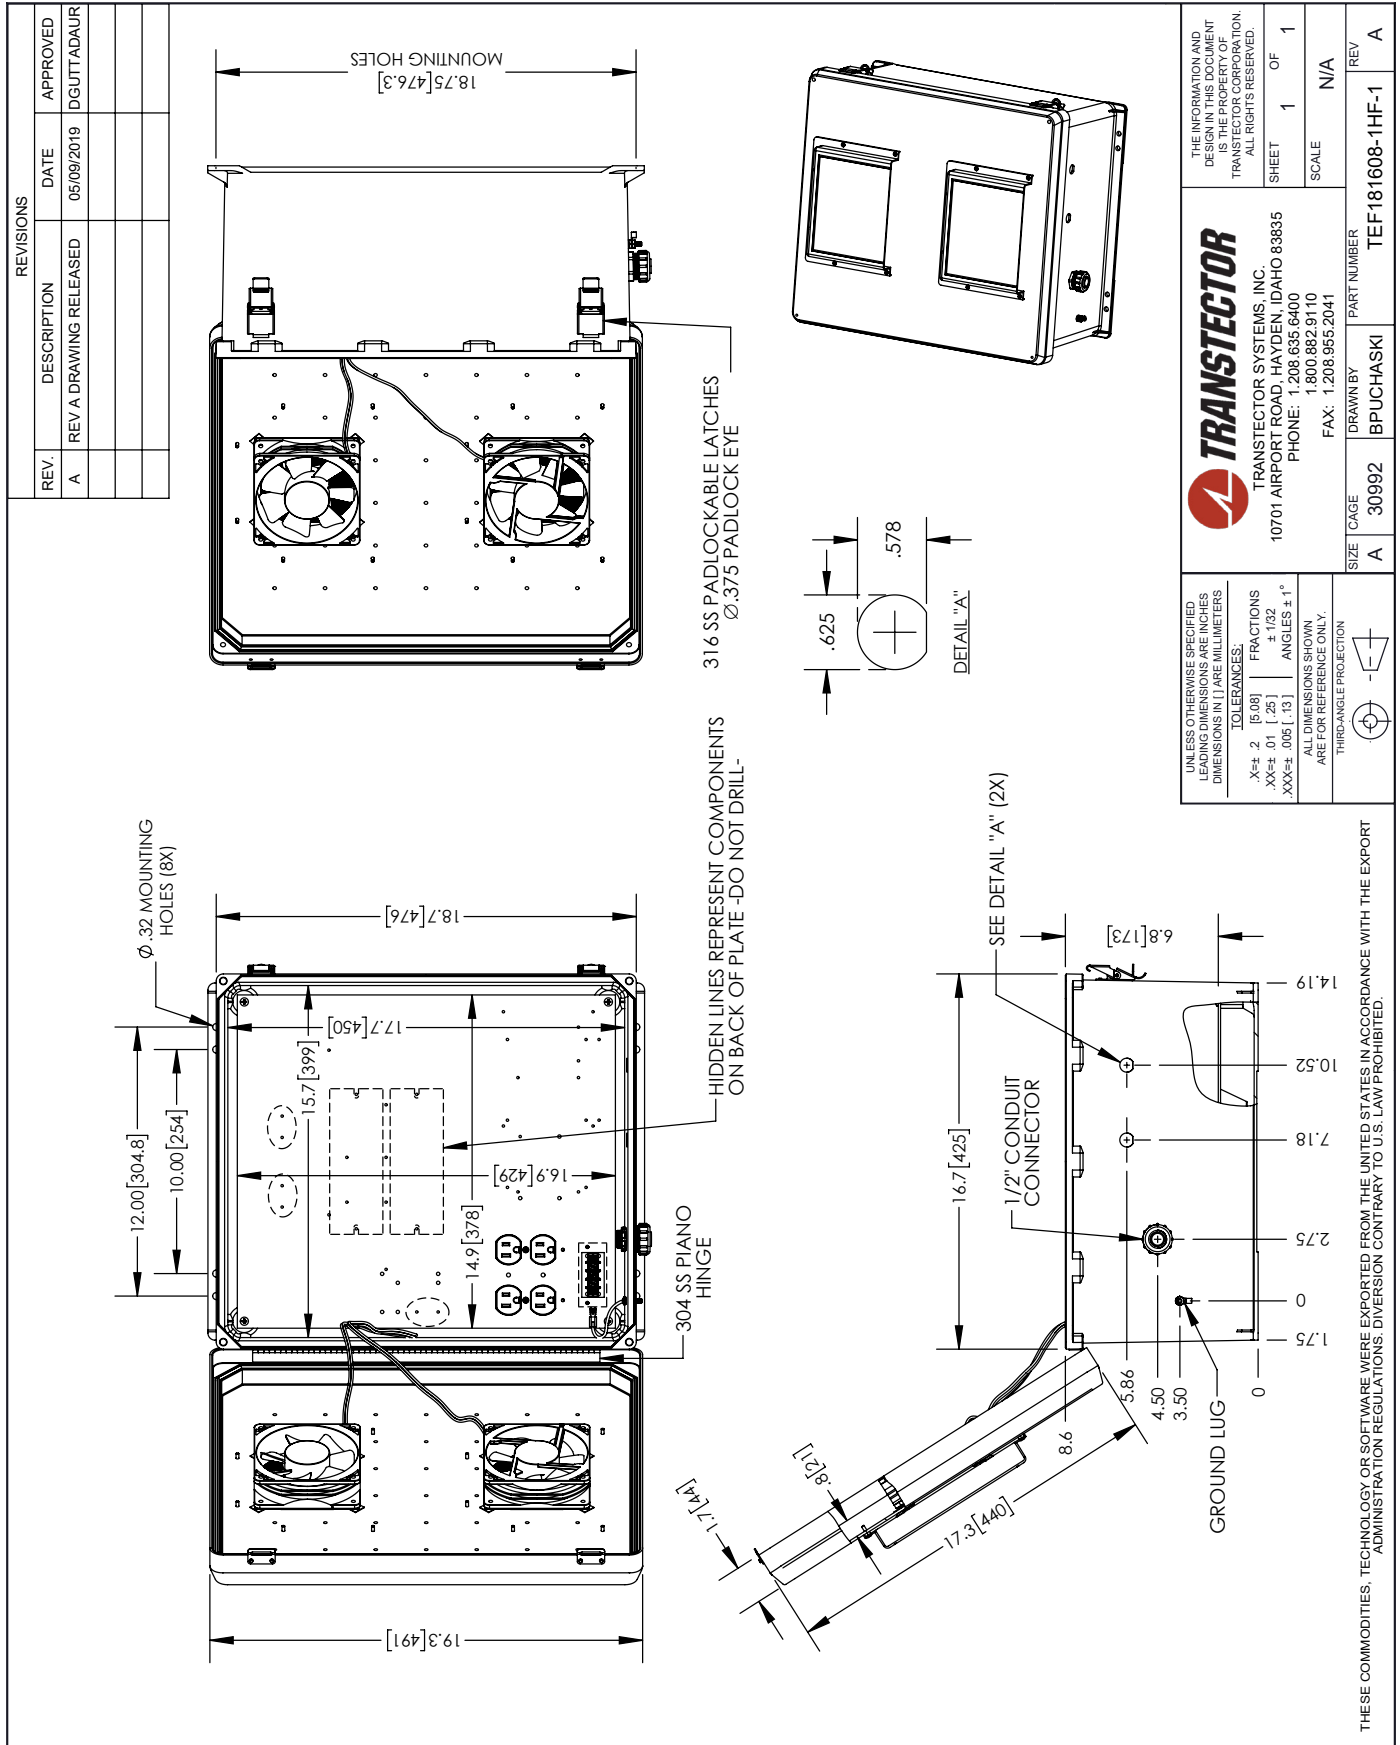 REVISIONS
REV. DESCRIPTION DATE APPROVED
A REV A DRAWING RELEASED 05/09/2019 DGUTTADAUR
19.3[491]
12.00[304.8]
10.00[254]
Ø.32 MOUNTING
HOLES (8X)
15.7[399]
17.7[450]
16.9[429]
14.9[378]
18.7[476]
304 SS PIANO
HINGE
HIDDEN LINES REPRESENT COMPONENTS
ON BACK OF PLATE -DO NOT DRILL-
18.75[476.3]
MOUNTING HOLES
316 SS PADLOCKABLE LATCHES
Ø.375 PADLOCK EYE
1.7[44]
.8[21]
17.3[440]
16.7[425]
1/2" CONDUIT
CONNECTOR
SEE DETAIL "A" (2X)
6.8[173]
8.6
5.86
4.50
3.50
0
GROUND LUG
1.75
0
2.75
7.18
10.52
14.19
.625
.578
DETAIL "A"
UNLESS OTHERWISE SPECIFIED
LEADING DIMENSIONS ARE INCHES
DIMENSIONS IN [ ] ARE MILLIMETERS
TOLERANCES:
.X=± .2 [5.08] FRACTIONS
.XX=± .01 [.25] ± 1/32
.XXX=± .005 [.13] ANGLES ± 1°
ALL DIMENSIONS SHOWN
ARE FOR REFERENCE ONLY.
THIRD-ANGLE PROJECTION
TRANSTECTOR
TRANSTECTOR SYSTEMS, INC.
10701 AIRPORT ROAD, HAYDEN, IDAHO 83835
PHONE: 1.208.635.6400
1.800.882.9110
FAX: 1.208.955.2041
THE INFORMATION AND
DESIGN IN THIS DOCUMENT
IS THE PROPERTY OF
TRANSTECTOR CORPORATION.
ALL RIGHTS RESERVED.
SHEET 1 OF 1
SCALE N/A
SIZE CAGE DRAWN BY PART NUMBER REV
A 30992 BPUCHASKI TEF181608-1HF-1 A
THESE COMMODITIES, TECHNOLOGY OR SOFTWARE WERE EXPORTED FROM THE UNITED STATES IN ACCORDANCE WITH THE EXPORT
ADMINISTRATION REGULATIONS. DIVERSION CONTRARY TO U.S. LAW PROHIBITED.